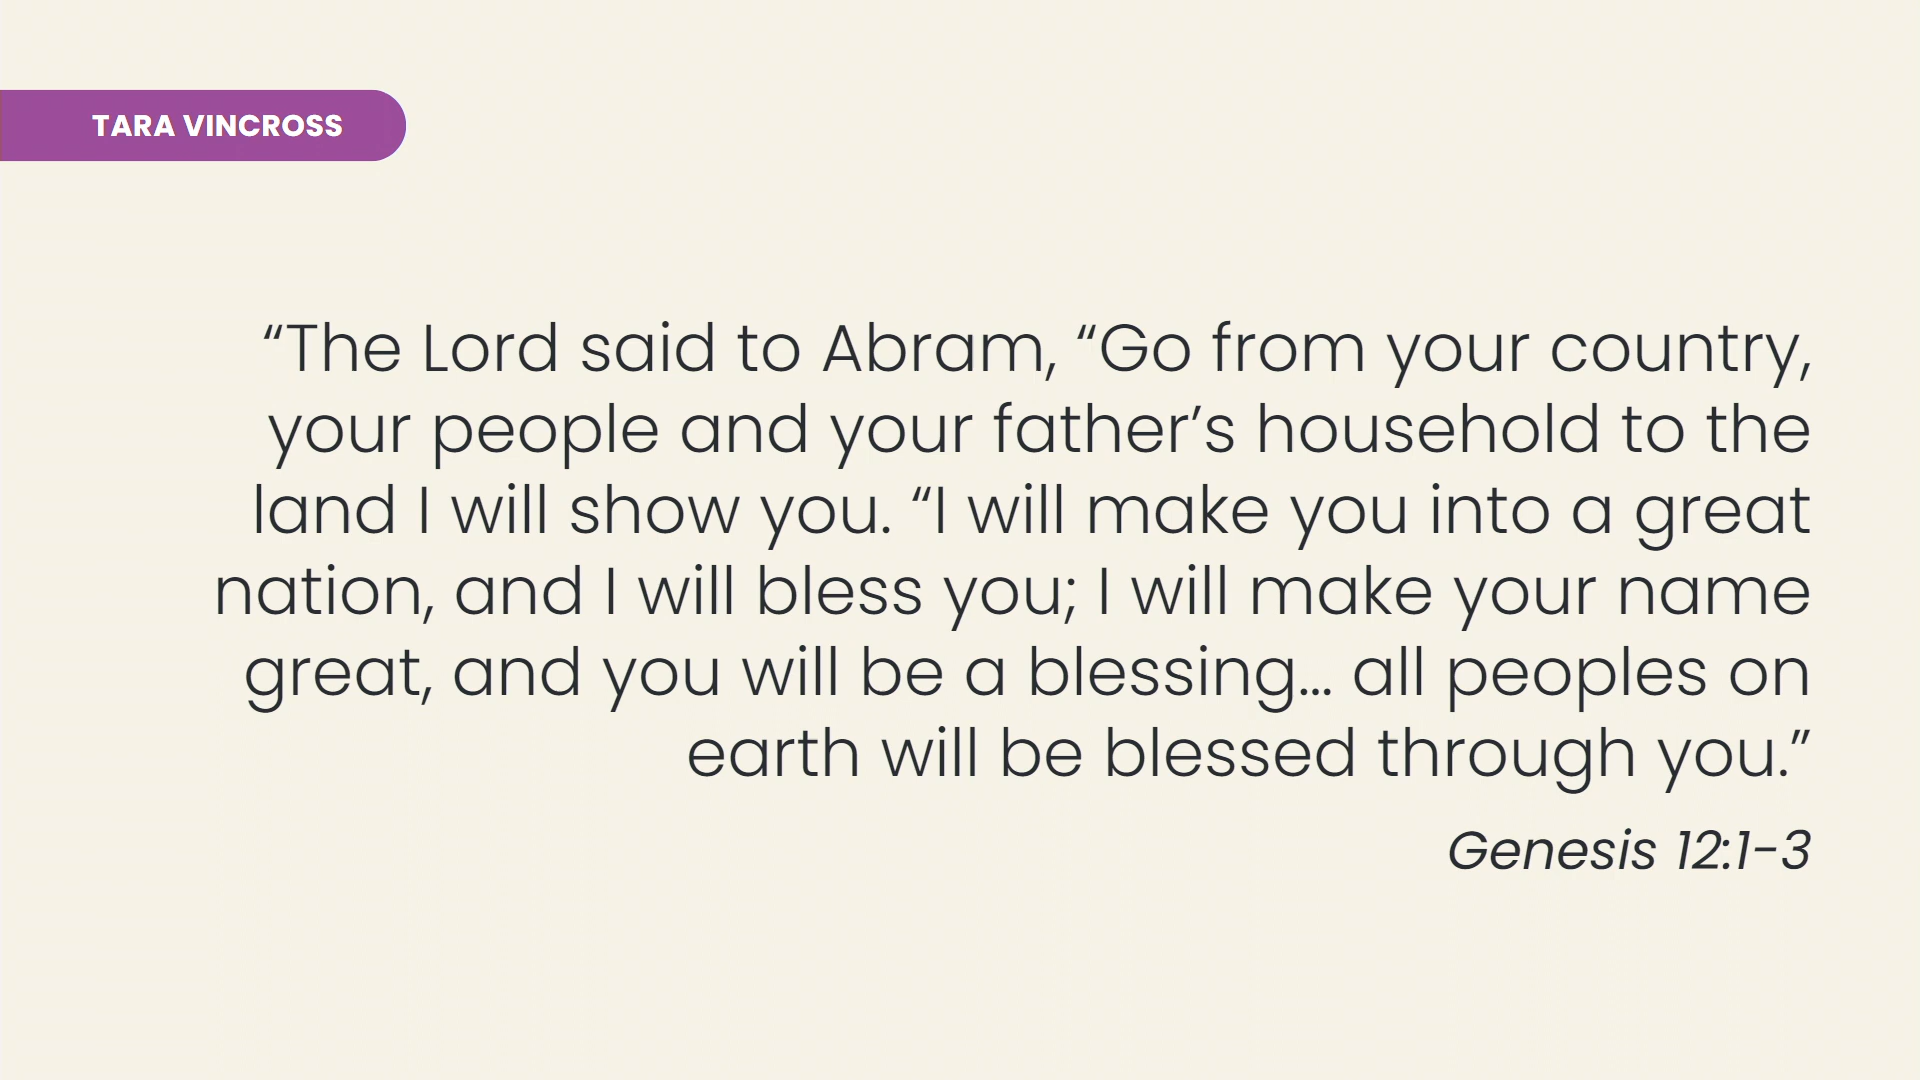 TARA VINCROSS
“The Lord said to Abram, “Go from your country,
your people and your father’s household to the
land I will show you. “I will make you into a great
nation, and I will bless you; I will make your name
great, and you will be a blessing... all peoples on
earth will be blessed through you.”
Genesis 12:1-3